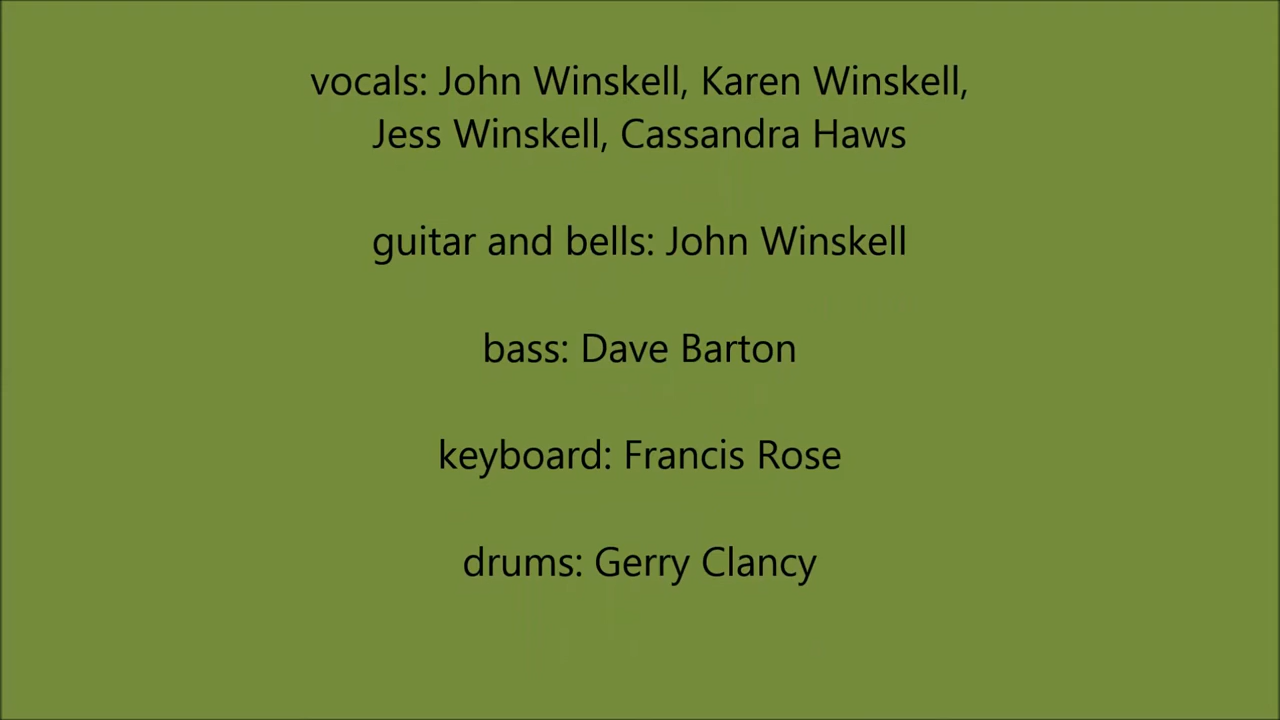 vocals: John Winskell, Karen Winskell,
Jess Winskell, Cassandra Haws
guitar and bells: John Winskell
bass: Dave Barton
keyboard: Francis Rose
drums: Gerry Clancy